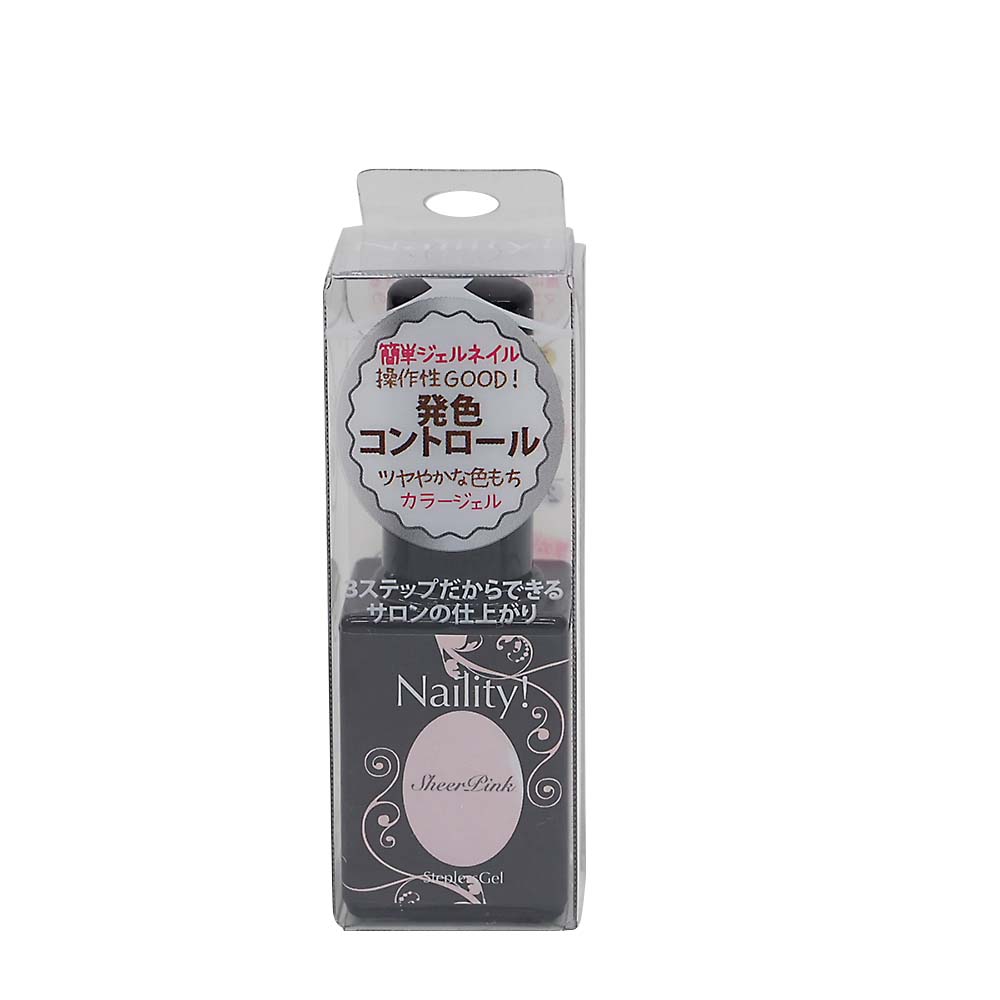 簡単ジェルネイル
操作性GOOD!
発色
コントロール
ツヤやかな色もち
カラージェル
3ステップだからできる
サロンの仕上がり
Naility!
SheerPink
Gel